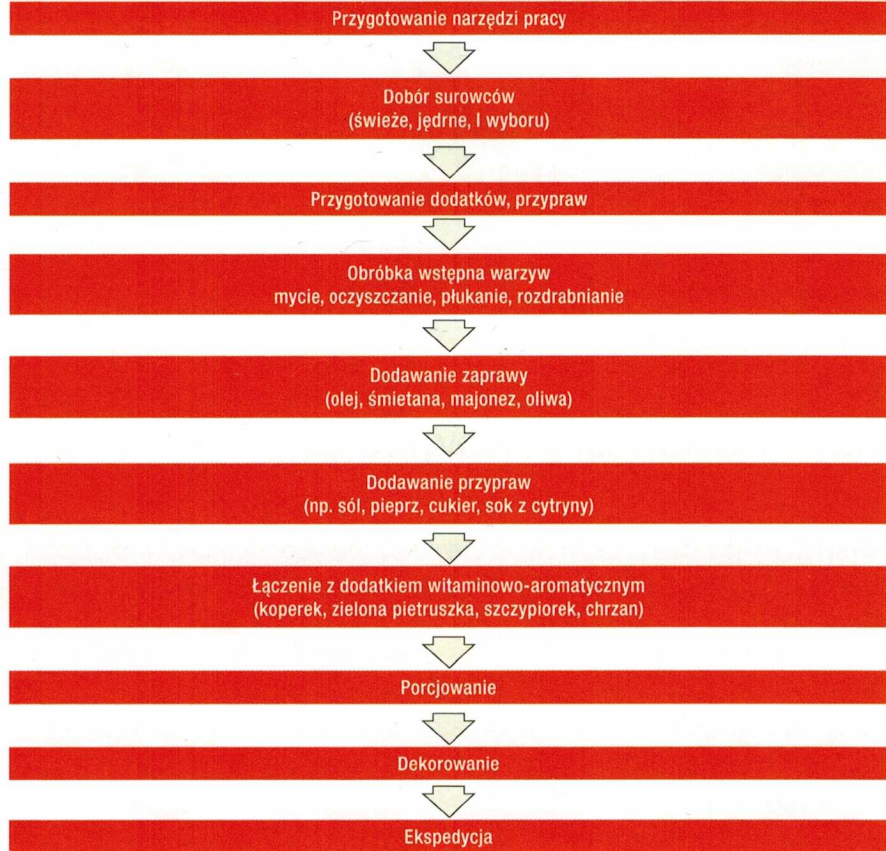 Przygotowanie narzędzi pracy
Dobór surowców
(świeże, jędrne, I wyboru)
Przygotowanie dodatków, przypraw
Obróbka wstępna warzyw
mycie, oczyszczanie, płukanie, rozdrabnianie
Dodawanie zaprawy
(olej, śmietana, majonez, oliwa)
Dodawanie przypraw
(np. sól, pieprz, cukier, sok z cytryny)
Łączenie z dodatkiem witaminowo-aromatycznym
(koperek, zielona pietruszka, szczypiorek, chrzan)
Porcjowanie
Dekorowanie
Ekspedycja